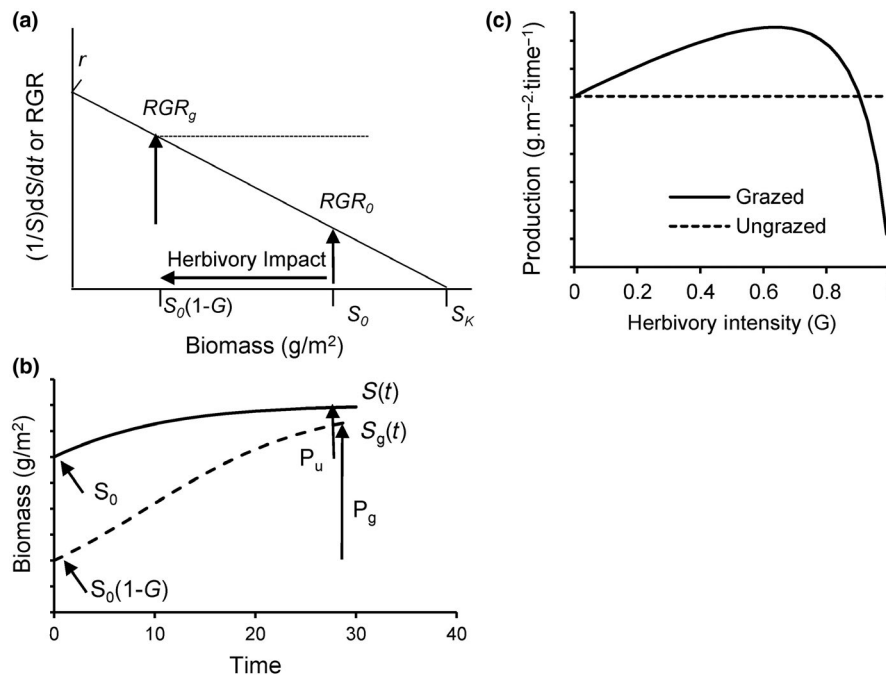 (a)
(1/S)dS/dt or RGR
r
RGR_g
RGR_0
Herbivory Impact
S_0(1-G)
S_0
S_K
Biomass (g/m²)
(b)
Biomass (g/m²)
S(t)
S_g(t)
P_u
P_g
S_0
S_0(1-G)
0 10 20 30 40
Time
(c)
Production (g.m⁻²·time⁻¹)
Grazed
Ungrazed
0 0.2 0.4 0.6 0.8
Herbivory intensity (G)